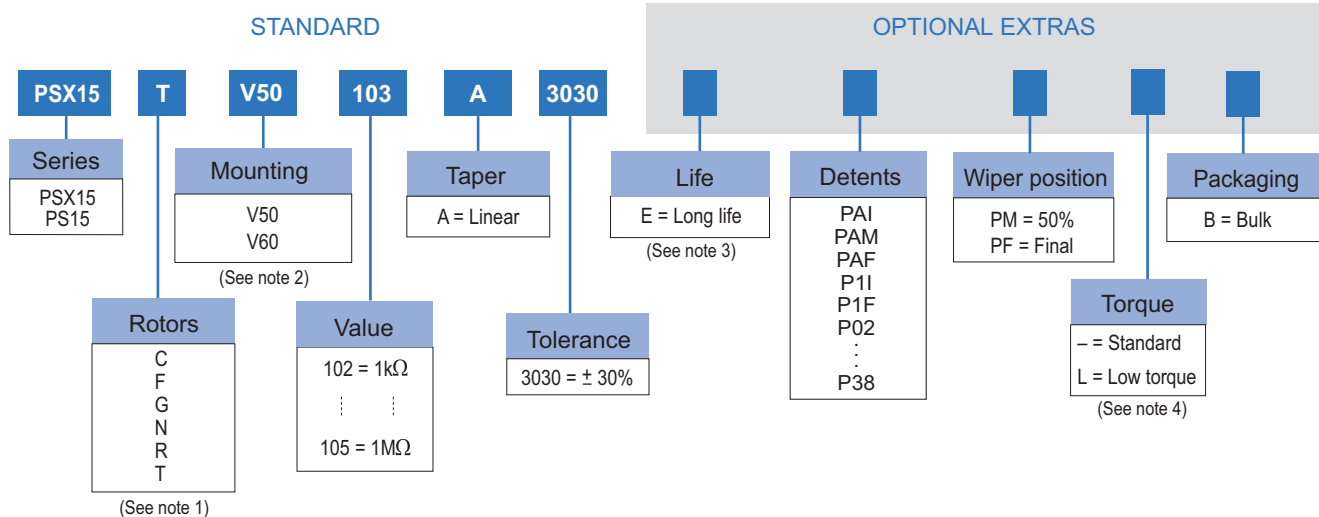 STANDARD
OPTIONAL EXTRAS
PSX15 T V50 103 A 3030
Series
PSX15
PS15
Mounting
V50
V60
(See note 2)
Taper
A = Linear
Life
E = Long life
(See note 3)
Detents
PAI
PAM
PAF
P1I
P1F
P02
:
:
P38
Wiper position
PM = 50%
PF = Final
Packaging
B = Bulk
Rotors
C
F
G
N
R
T
(See note 1)
Value
102 = 1kΩ
105 = 1MΩ
Tolerance
3030 = ± 30%
Torque
– = Standard
L = Low torque
(See note 4)